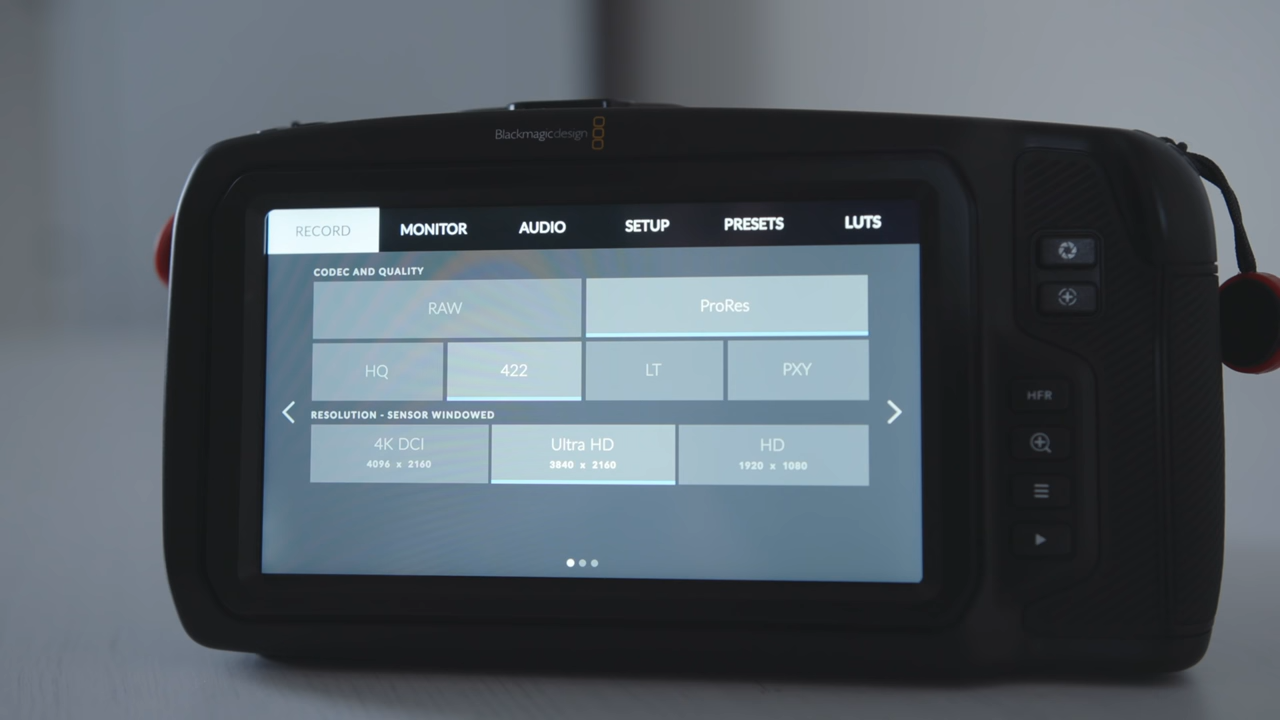 Blackmagicdesign
RECORD MONITOR AUDIO SETUP PRESETS LUTS
CODEC AND QUALITY
RAW ProRes
HQ 422 LT PXY
RESOLUTION - SENSOR WINDOWED
4K DCI Ultra HD HD
4096 x 2160 3840 x 2160 1920 x 1080
HFR